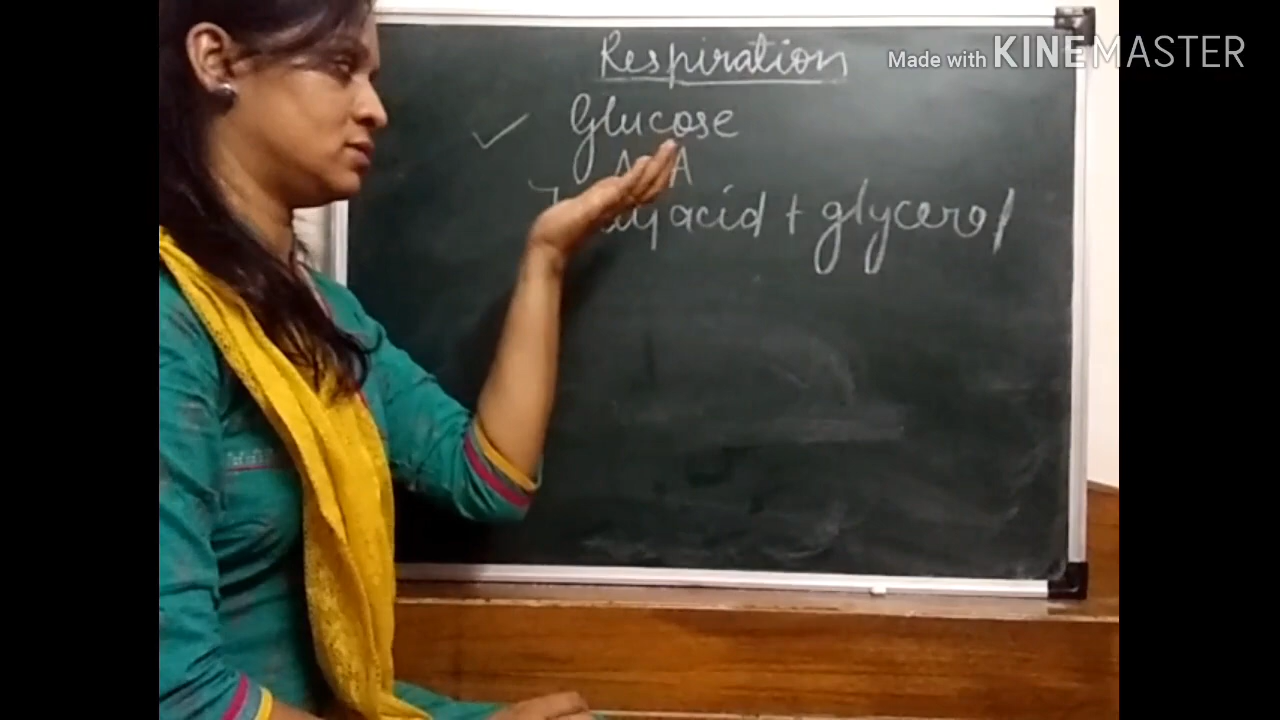 Respiration
Made with KINEMASTER
Glucose
acid + glycerol